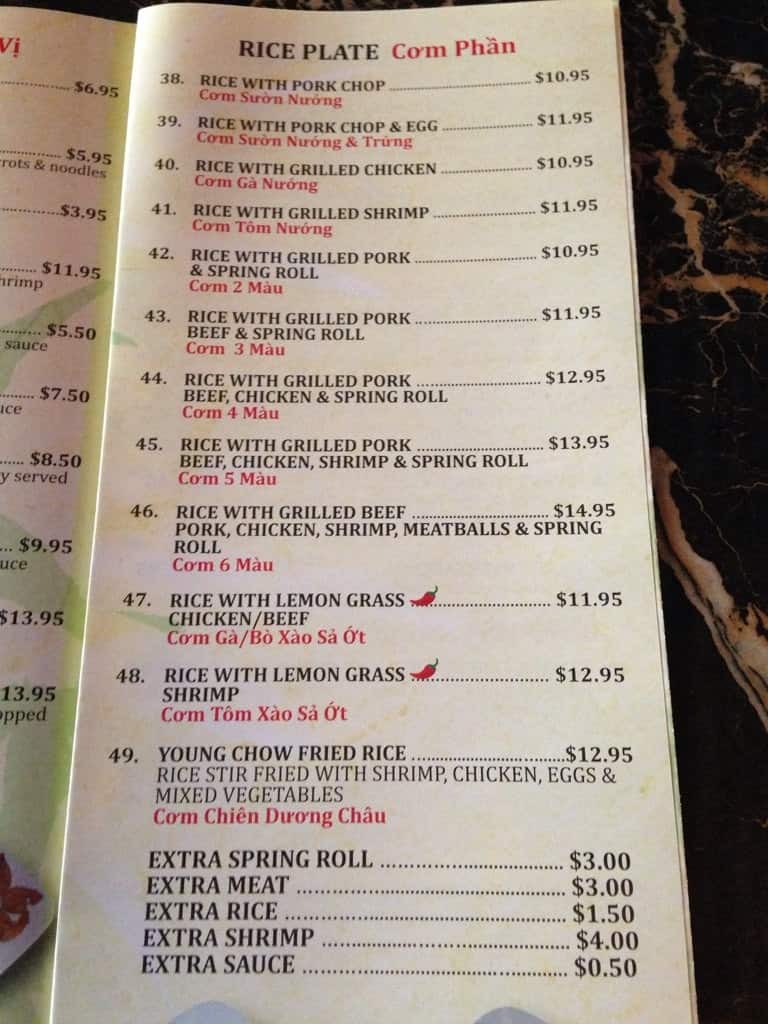 Vị
$6.95
$5.95
rrots & noodles
$3.95
$11.95
hrimp
$5.50
sauce
$7.50
uce
$8.50
y served
$9.95
uce
$13.95
13.95
opped
RICE PLATE Cơm Phần
38. RICE WITH PORK CHOP $10.95
Cơm Sườn Nướng
39. RICE WITH PORK CHOP & EGG $11.95
Cơm Sườn Nướng & Trứng
40. RICE WITH GRILLED CHICKEN $10.95
Cơm Gà Nướng
41. RICE WITH GRILLED SHRIMP $11.95
Cơm Tôm Nướng
42. RICE WITH GRILLED PORK $10.95
& SPRING ROLL
Cơm 2 Màu
43. RICE WITH GRILLED PORK $11.95
BEEF & SPRING ROLL
Cơm 3 Màu
44. RICE WITH GRILLED PORK $12.95
BEEF, CHICKEN & SPRING ROLL
Cơm 4 Màu
45. RICE WITH GRILLED PORK $13.95
BEEF, CHICKEN, SHRIMP & SPRING ROLL
Cơm 5 Màu
46. RICE WITH GRILLED BEEF $14.95
PORK, CHICKEN, SHRIMP, MEATBALLS & SPRING
ROLL
Cơm 6 Màu
47. RICE WITH LEMON GRASS $11.95
CHICKEN/BEEF
Cơm Gà/Bò Xào Sả Ớt
48. RICE WITH LEMON GRASS $12.95
SHRIMP
Cơm Tôm Xào Sả Ớt
49. YOUNG CHOW FRIED RICE $12.95
RICE STIR FRIED WITH SHRIMP, CHICKEN, EGGS &
MIXED VEGETABLES
Cơm Chiên Dương Châu
EXTRA SPRING ROLL $3.00
EXTRA MEAT $3.00
EXTRA RICE $1.50
EXTRA SHRIMP $4.00
EXTRA SAUCE $0.50